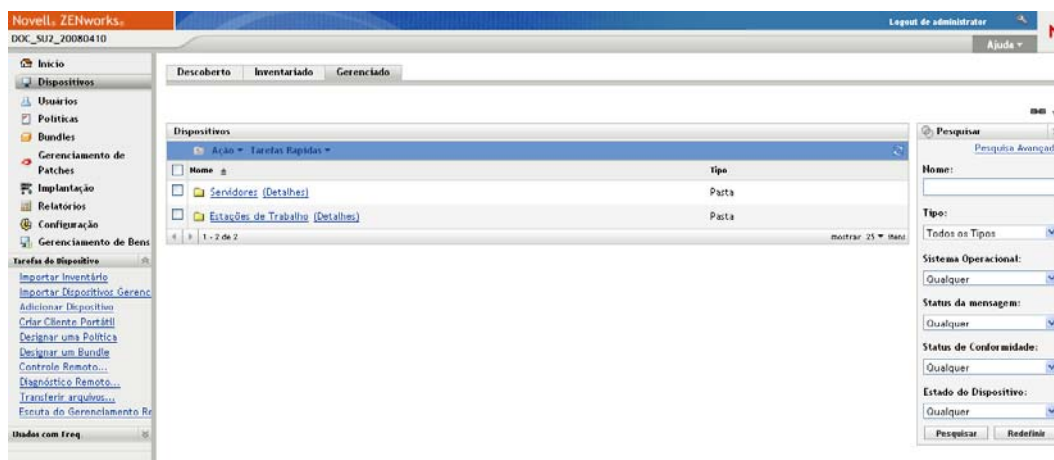 Novell® ZENworks®
Logout de administrator
DOC_SU2_20080410
Ajuda
Início
Dispositivos
Usuários
Políticas
Bundles
Gerenciamento de
Patches
Implantação
Relatórios
Configuração
Gerenciamento de Bens
Tarefas do Dispositivo
Importar Inventário
Importar Dispositivos Gerenc
Adicionar Dispositivo
Criar Cliente Portátil
Designar uma Política
Designar um Bundle
Controle Remoto...
Diagnóstico Remoto...
Transferir arquivos...
Escuta do Gerenciamento Re
Usados com Freq
Descoberto Inventariado Gerenciado
Dispositivos
Ação Tarefas Rápidas
Nome Tipo
Servidores (Detalhes) Pasta
Estações de Trabalho (Detalhes) Pasta
1 - 2 de 2 mostrar 25 itens
Pesquisar
Pesquisa Avançad
Nome:
Tipo:
Todos os Tipos
Sistema Operacional:
Qualquer
Status da mensagem:
Qualquer
Status de Conformidade:
Qualquer
Estado do Dispositivo:
Qualquer
Pesquisar Redefinir